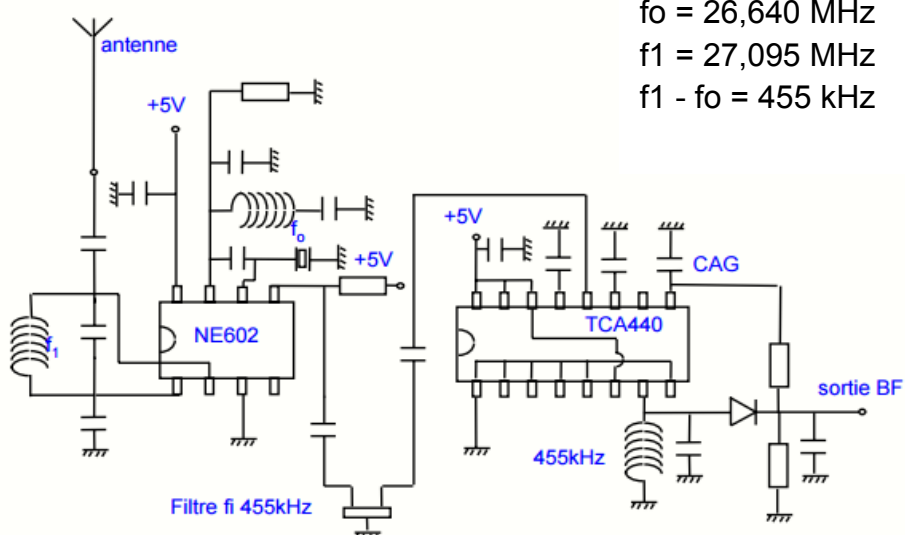 fo = 26,640 MHz
f1 = 27,095 MHz
f1 - fo = 455 kHz
antenne
+5V
fo
+5V
+5V
CAG
NE602
TCA440
f1
sortie BF
455kHz
Filtre fi 455kHz